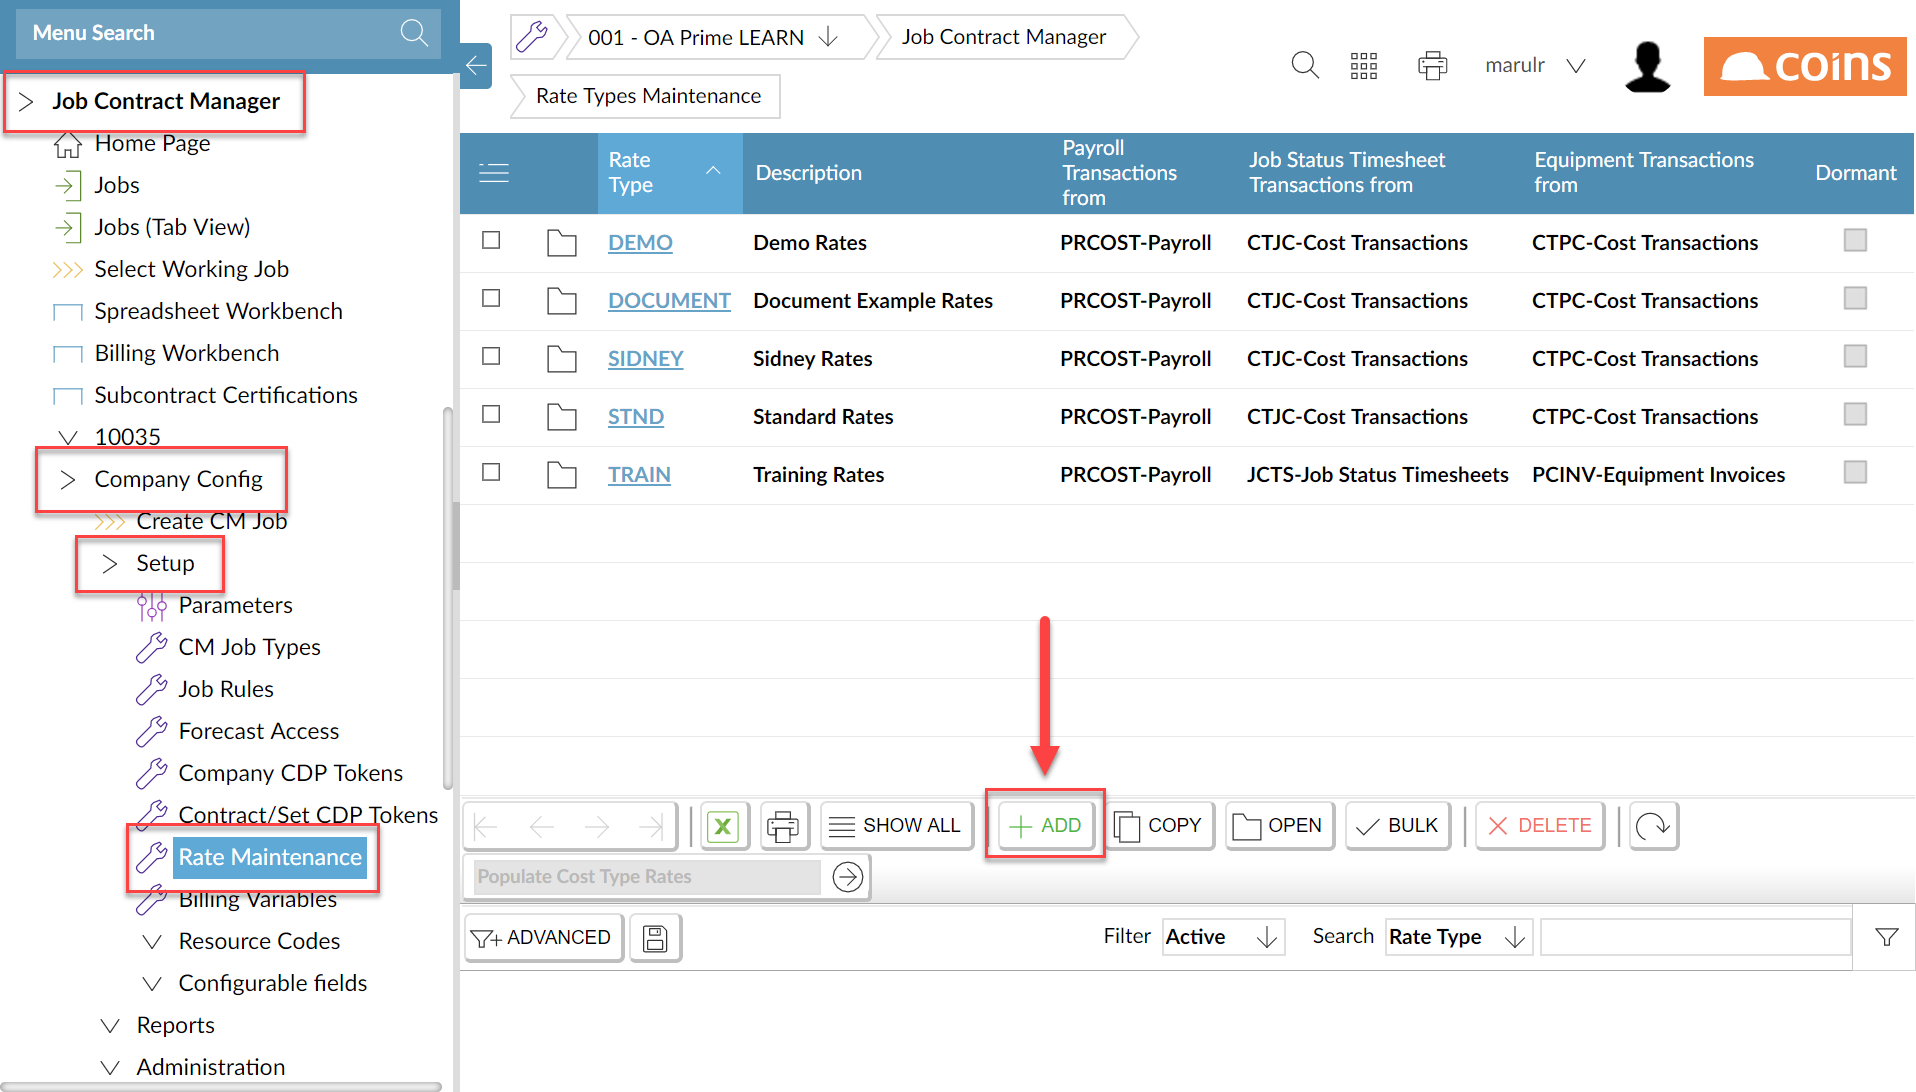 Menu Search
Job Contract Manager
Home Page
Jobs
Jobs (Tab View)
Select Working Job
Spreadsheet Workbench
Billing Workbench
Subcontract Certifications
10035
Company Config
Create CM Job
Setup
Parameters
CM Job Types
Job Rules
Forecast Access
Company CDP Tokens
Contract/Set CDP Tokens
Rate Maintenance
Billing Variables
Resource Codes
Configurable fields
Reports
Administration
001 - OA Prime LEARN
Job Contract Manager
Rate Types Maintenance
marulr
coins
Rate Type
Description
Payroll Transactions from
Job Status Timesheet Transactions from
Equipment Transactions from
Dormant
DEMO Demo Rates PRCOST-Payroll CTJC-Cost Transactions CTPC-Cost Transactions
DOCUMENT Document Example Rates PRCOST-Payroll CTJC-Cost Transactions CTPC-Cost Transactions
SIDNEY Sidney Rates PRCOST-Payroll CTJC-Cost Transactions CTPC-Cost Transactions
STND Standard Rates PRCOST-Payroll CTJC-Cost Transactions CTPC-Cost Transactions
TRAIN Training Rates PRCOST-Payroll JCTS-Job Status Timesheets PCINV-Equipment Invoices
SHOW ALL ADD COPY OPEN BULK DELETE
Populate Cost Type Rates
ADVANCED Filter Active Search Rate Type